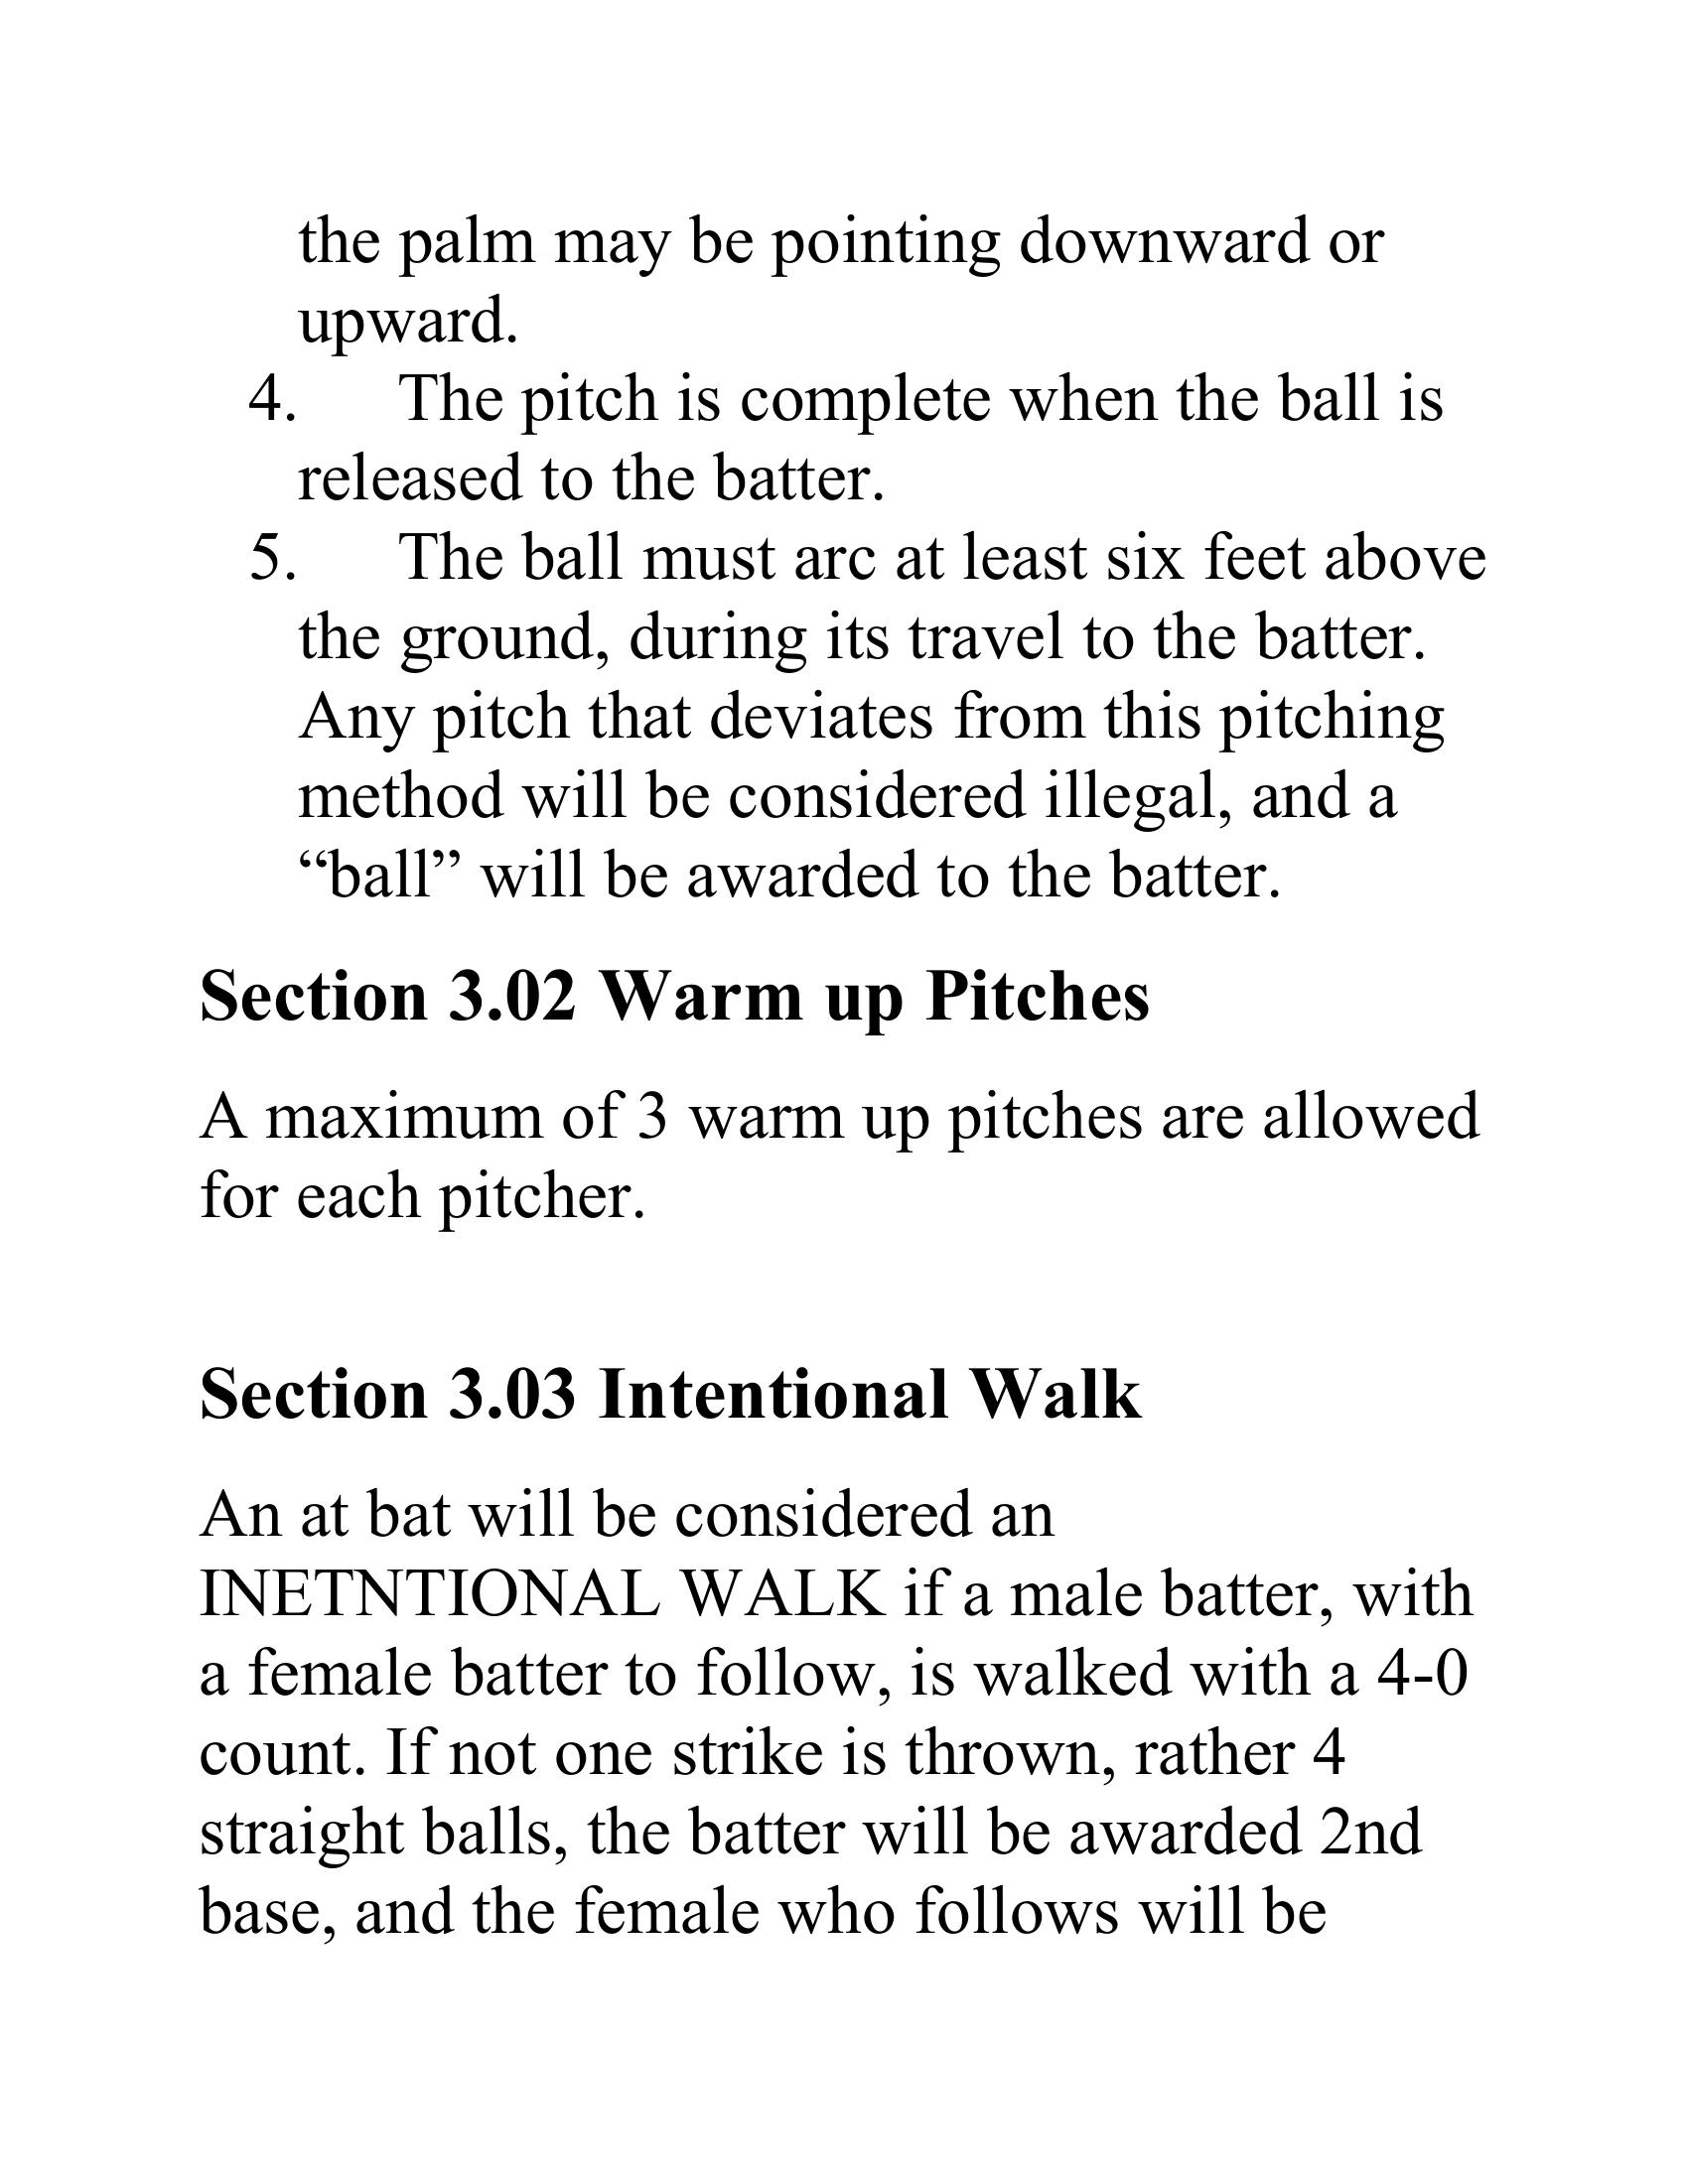 the palm may be pointing downward or
upward.
4. The pitch is complete when the ball is
released to the batter.
5. The ball must arc at least six feet above
the ground, during its travel to the batter.
Any pitch that deviates from this pitching
method will be considered illegal, and a
“ball” will be awarded to the batter.
Section 3.02 Warm up Pitches
A maximum of 3 warm up pitches are allowed
for each pitcher.
Section 3.03 Intentional Walk
An at bat will be considered an
INETNTIONAL WALK if a male batter, with
a female batter to follow, is walked with a 4-0
count. If not one strike is thrown, rather 4
straight balls, the batter will be awarded 2nd
base, and the female who follows will be